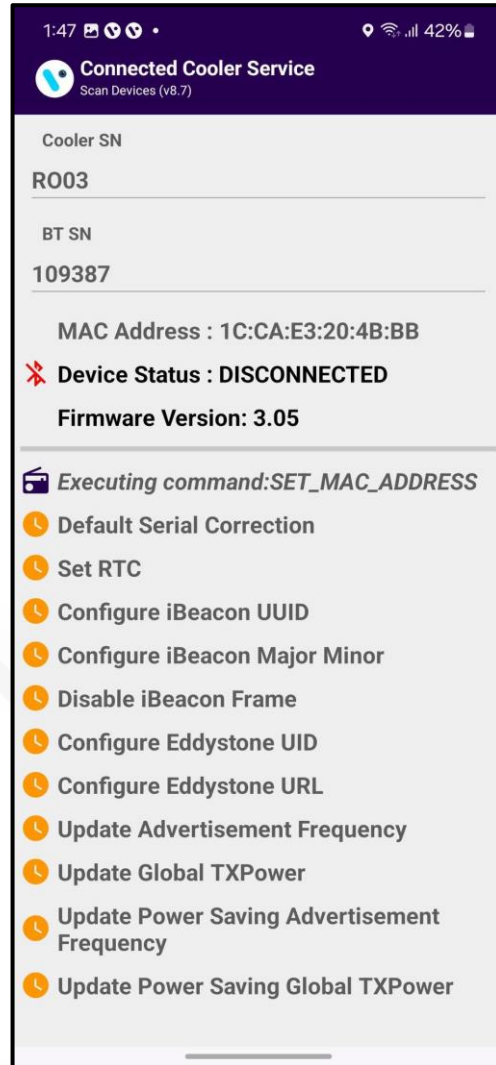 1:47
42%
Connected Cooler Service
Scan Devices (v8.7)
Cooler SN
RO03
BT SN
109387
MAC Address : 1C:CA:E3:20:4B:BB
Device Status : DISCONNECTED
Firmware Version: 3.05
Executing command:SET_MAC_ADDRESS
Default Serial Correction
Set RTC
Configure iBeacon UUID
Configure iBeacon Major Minor
Disable iBeacon Frame
Configure Eddystone UID
Configure Eddystone URL
Update Advertisement Frequency
Update Global TXPower
Update Power Saving Advertisement
Frequency
Update Power Saving Global TXPower